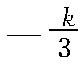 — k/3